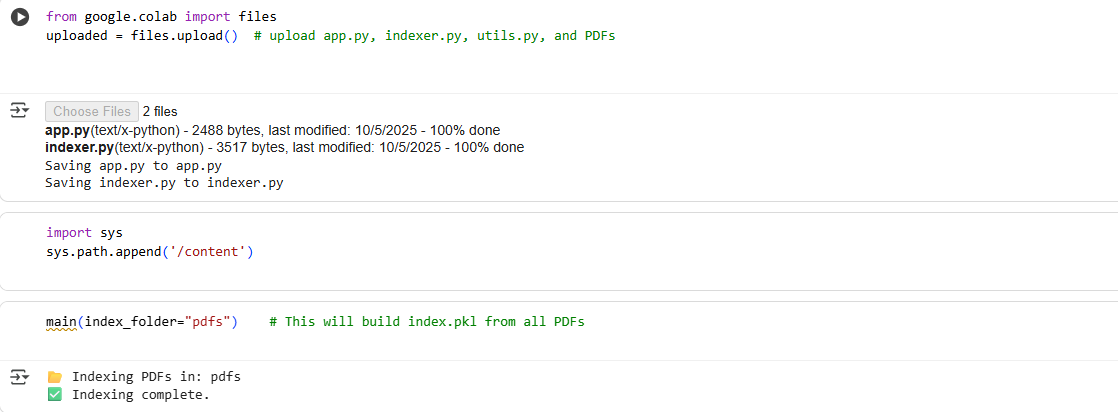 from google.colab import files
uploaded = files.upload()  # upload app.py, indexer.py, utils.py, and PDFs
Choose Files 2 files
app.py(text/x-python) - 2488 bytes, last modified: 10/5/2025 - 100% done
indexer.py(text/x-python) - 3517 bytes, last modified: 10/5/2025 - 100% done
Saving app.py to app.py
Saving indexer.py to indexer.py
import sys
sys.path.append('/content')
main(index_folder="pdfs")    # This will build index.pkl from all PDFs
📁 Indexing PDFs in: pdfs
✅ Indexing complete.